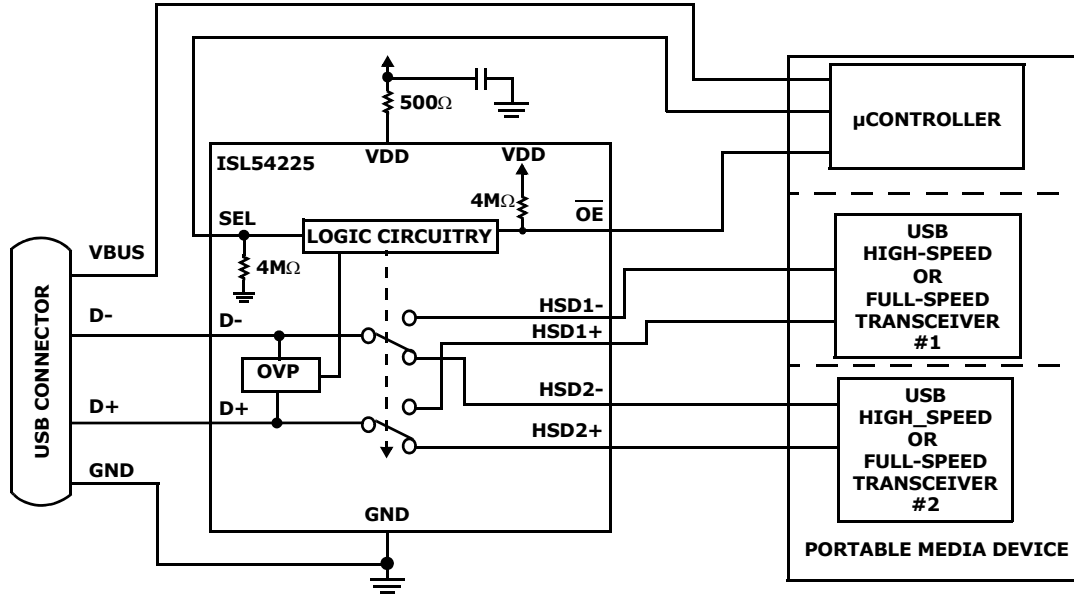 500Ω
µCONTROLLER
ISL54225
VDD
VDD
4MΩ
OE
SEL
LOGIC CIRCUITRY
4MΩ
USB CONNECTOR
VBUS
D-
D-
OVP
D+
D+
GND
GND
HSD1-
HSD1+
HSD2-
HSD2+
USB
HIGH-SPEED
OR
FULL-SPEED
TRANSCEIVER
#1
USB
HIGH_SPEED
OR
FULL-SPEED
TRANSCEIVER
#2
PORTABLE MEDIA DEVICE